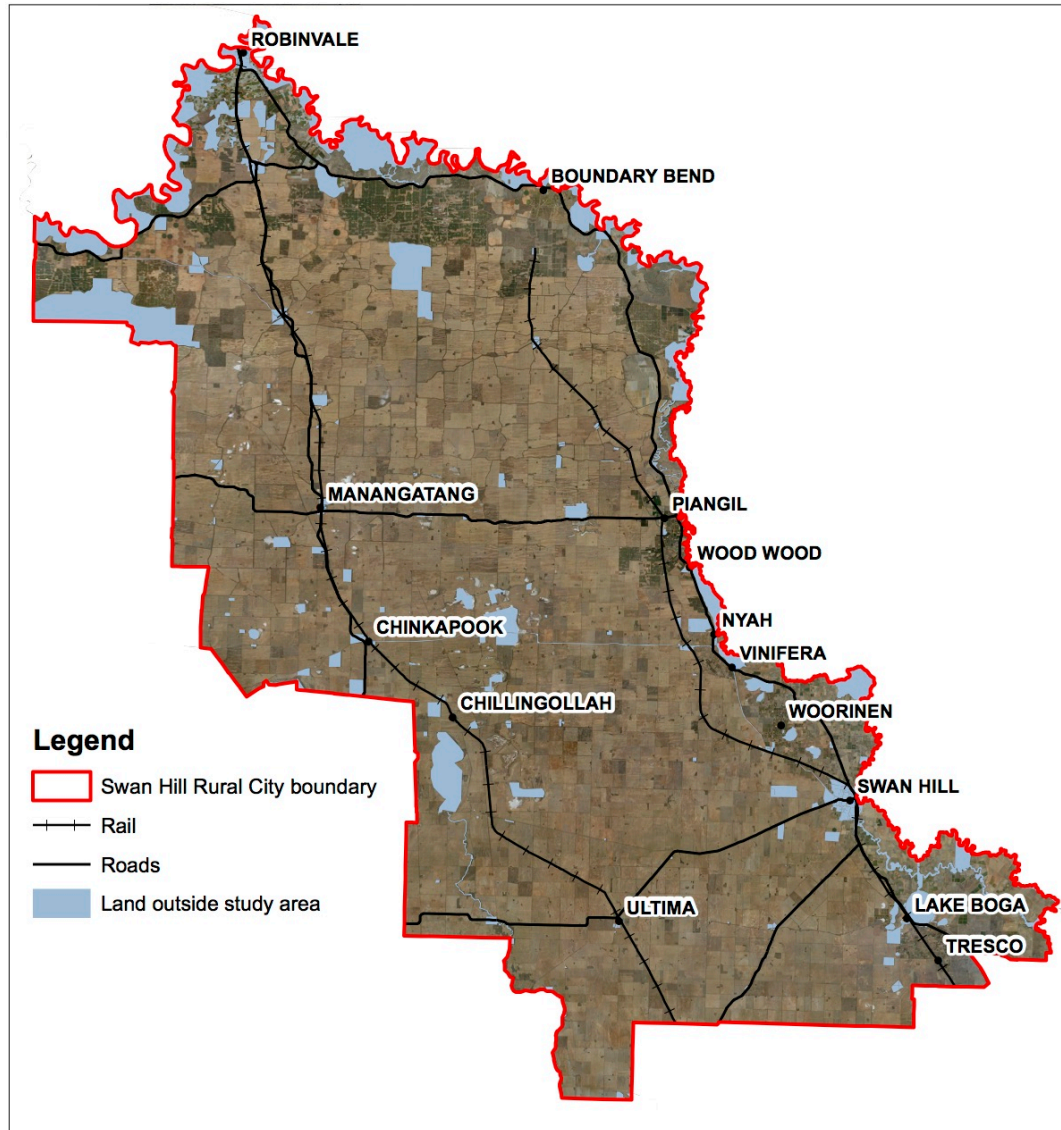 ROBINVALE
BOUNDARY BEND
MANANGATANG
PIANGIL
WOOD WOOD
NYAH
CHINKAPOOK
VINIFERA
CHILLINGOLLAH
WOORINEN
Legend
Swan Hill Rural City boundary
SWAN HILL
Rail
Roads
Land outside study area
ULTIMA
LAKE BOGA
TRESCO